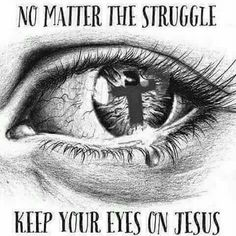 NO MATTER THE STRUGGLE
KEEP YOUR EYES ON JESUS